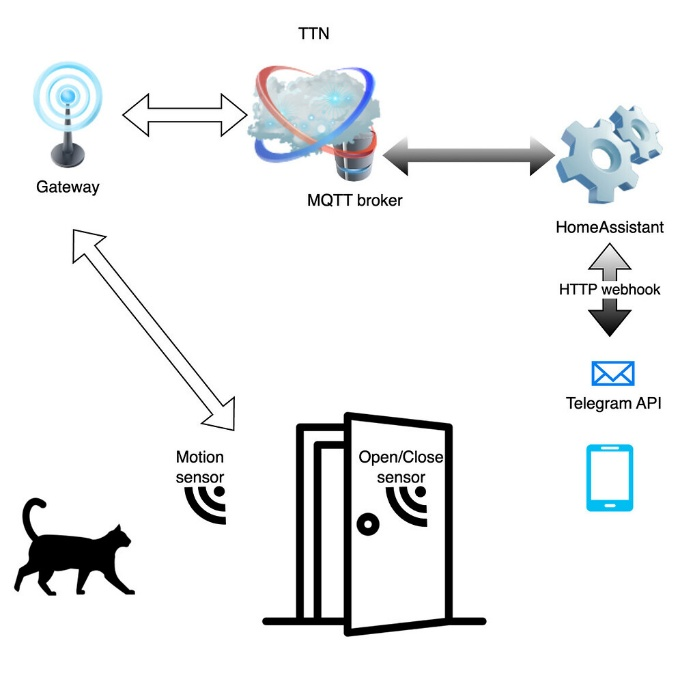 TTN
Gateway
MQTT broker
HomeAssistant
HTTP webhook
Telegram API
Motion
sensor
Open/Close
sensor